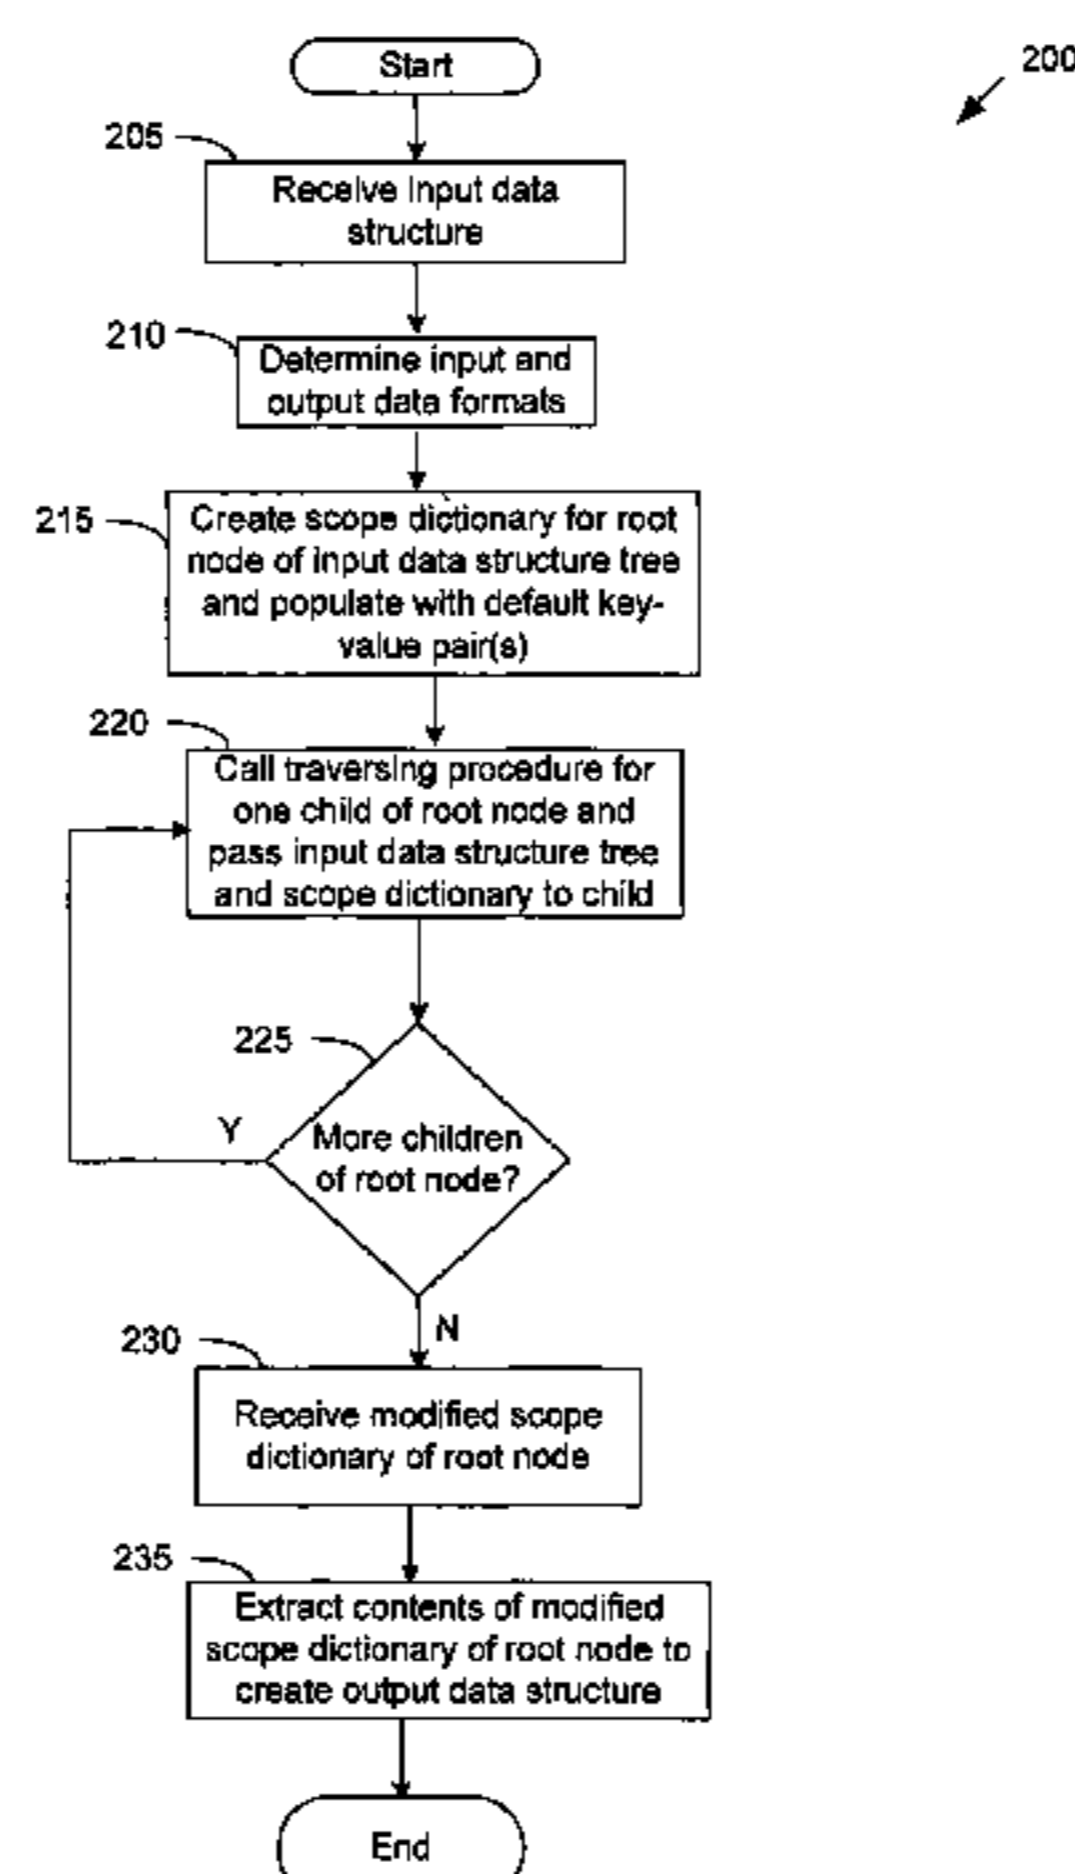 Start
200
205
Receive input data
structure
210
Determine input and
output data formats
215
Create scope dictionary for root
node of input data structure tree
and populate with default key-
value pair(s)
220
Call traversing procedure for
one child of root node and
pass input data structure tree
and scope dictionary to child
225
Y
More children
of root node?
N
230
Receive modified scope
dictionary of root node
235
Extract contents of modified
scope dictionary of root node to
create output data structure
End